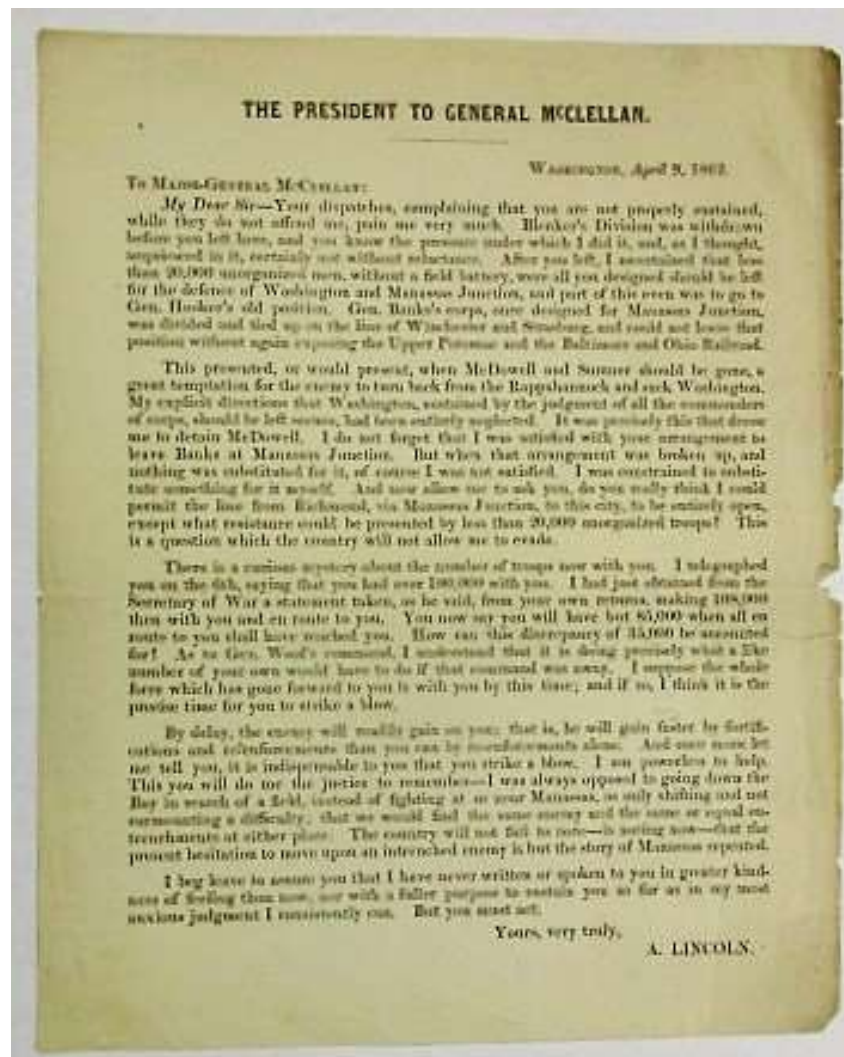 THE PRESIDENT TO GENERAL McCLELLAN.
WASHINGTON, April 9, 1862.
TO MAJOR-GENERAL McCLELLAN:
My Dear Sir—Your dispatches, complaining that you are not properly sustained,
while they do not offend me, pain me very much. Blenker's Division was withdrawn
before you left here, and you know the pressure under which I did it, and, as I thought,
acquiesced in it, certainly not without reluctance. After you left, I ascertained that less
than 20,000 unorganized men, without a field battery, were all you designed should be left
for the defence of Washington and Manassas Junction, and part of this even was to go to
Gen. Hooker's old position. Gen. Banks's corps, once designed for Manassas Junction,
was divided and tied up on the line of Winchester and Strasburg, and could not leave that
position without again exposing the Upper Potomac and the Baltimore and Ohio Railroad.
This presented, or would present, when McDowell and Sumner should be gone, a
great temptation for the enemy to turn back from the Rappahannock and sack Washington.
My explicit directions that Washington, sustained by the judgment of all the commanders
of corps, should be left secure, had been entirely neglected. It was precisely this that drove
me to detain McDowell. I do not forget that I was satisfied with your arrangement to
leave Banks at Manassas Junction. But when that arrangement was broken up, and
nothing was substituted for it, of course I was not satisfied. I was constrained to substi-
tute something for it myself. And now allow me to ask you, do you really think I could
permit the line from Richmond, via Manassas Junction, to this city, to be entirely open,
except what resistance could be presented by less than 20,000 unorganized troops? This
is a question which the country will not allow me to evade.
There is a curious mystery about the number of troops now with you. I telegraphed
you on the 6th, saying that you had over 100,000 with you. I had just obtained from the
Secretary of War a statement taken, as he said, from your own returns, making 108,000
then with you and en route to you. You now say you will have but 85,000 when all en
route to you shall have reached you. How can this discrepancy of 35,000 be accounted
for? As to Gen. Wool's command, I understand that it is doing precisely what a like
number of your own would have to do if that command was away. I suppose the whole
force which has gone forward to you is with you by this time; and if so, I think it is the
precise time for you to strike a blow.
By delay, the enemy will readily gain on you; that is, he will gain faster by fortifi-
cations and reinforcements than you can by reinforcements alone. And once more let
me tell you, it is indispensable to you that you strike a blow. I am powerless to help.
This you will do me the justice to remember—I was always opposed to going down the
Bay in search of a field, instead of fighting at or near Manassas, as only shifting and not
surmounting a difficulty; that we would find the same enemy and the same or equal en-
trenchments at either place. The country will not fail to note—is noting now—that the
present hesitation to move upon an intrenched enemy is but the story of Manassas repeated.
I beg leave to assure you that I have never written or spoken to you in greater kind-
ness of feeling than now, nor with a fuller purpose to sustain you so far as in my most
anxious judgment I consistently can. But you must act.
Yours, very truly,
A. LINCOLN.